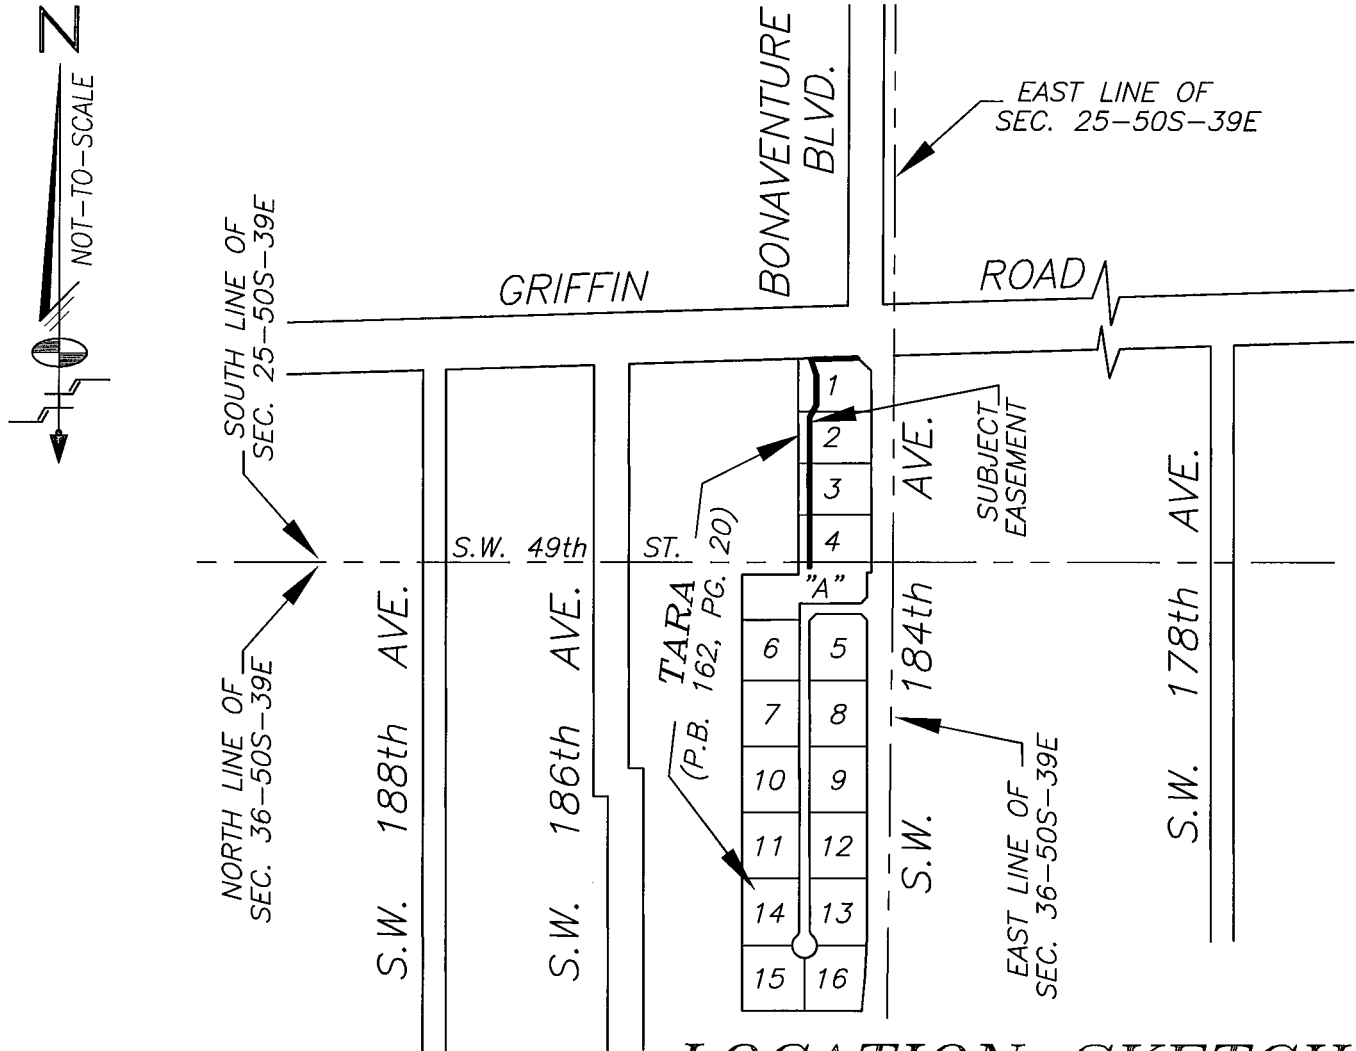 N
NOT-TO-SCALE
BONAVENTURE
BLVD.
EAST LINE OF
SEC. 25-50S-39E
SOUTH LINE OF
SEC. 25-50S-39E
GRIFFIN
ROAD
1
2
3
4
SUBJECT
EASEMENT
S.W. 49th
ST.
"A"
TARA
(P.B. 162, PG. 20)
NORTH LINE OF
SEC. 36-50S-39E
S.W. 188th AVE.
S.W. 186th AVE.
S.W. 184th AVE.
S.W. 178th AVE.
6
5
7
8
10
9
11
12
14
13
15
16
EAST LINE OF
SEC. 36-50S-39E
LOCATION SKETCH